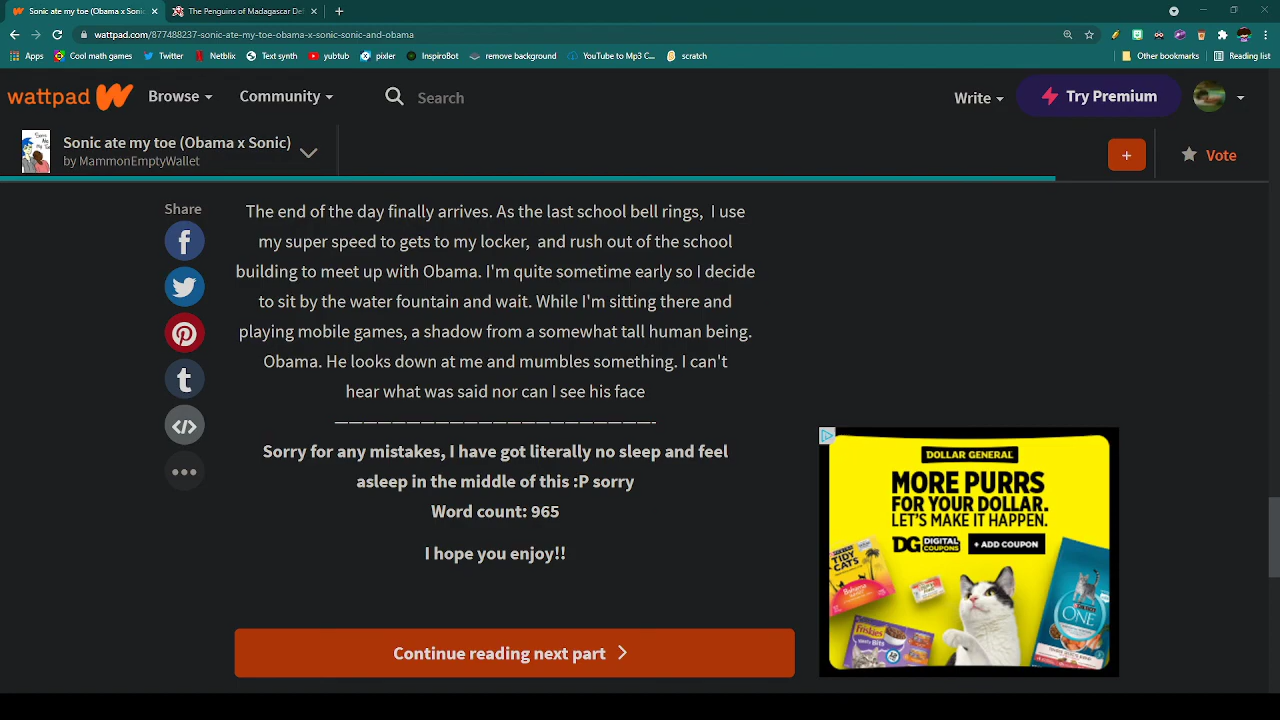 Sonic ate my toe (Obama x Sonic)
The Penguins of Madagascar Def
wattpad.com/877488237-sonic-ate-my-toe-obama-x-sonic-sonic-and-obama
Apps
Cool math games
Twitter
Netblix
Text synth
yubtub
pixler
InspiroBot
remove background
YouTube to Mp3 C...
scratch
Other bookmarks
Reading list
wattpad
Browse
Community
Search
Write
Try Premium
Sonic ate my toe (Obama x Sonic)
by MammonEmptyWallet
+
Vote
Share
The end of the day finally arrives. As the last school bell rings, I use
my super speed to gets to my locker, and rush out of the school
building to meet up with Obama. I'm quite sometime early so I decide
to sit by the water fountain and wait. While I'm sitting there and
playing mobile games, a shadow from a somewhat tall human being.
Obama. He looks down at me and mumbles something. I can't
hear what was said nor can I see his face
———————————————————————-
Sorry for any mistakes, I have got literally no sleep and feel
asleep in the middle of this :P sorry
Word count: 965
I hope you enjoy!!
Continue reading next part
DOLLAR GENERAL
MORE PURRS
FOR YOUR DOLLAR.
LET'S MAKE IT HAPPEN.
DG DIGITAL COUPONS
+ ADD COUPON
TIDY CATS
Friskies
PURINA ONE